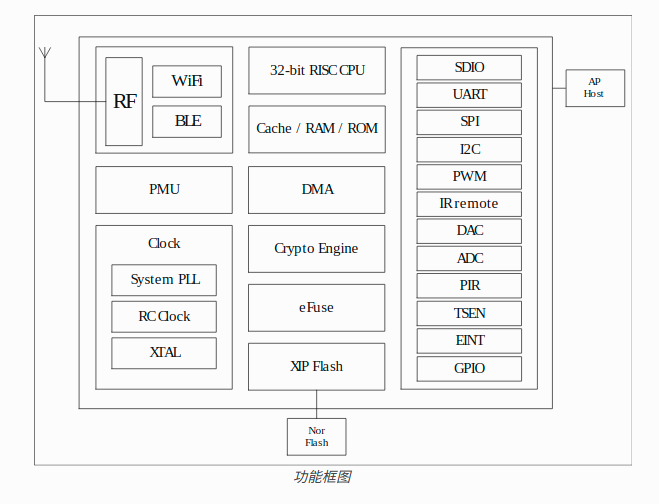 RF
WiFi
BLE
PMU
Clock
System PLL
RC Clock
XTAL
32-bit RISC CPU
Cache / RAM / ROM
DMA
Crypto Engine
eFuse
XIP Flash
SDIO
UART
SPI
I2C
PWM
IR remote
DAC
ADC
PIR
TSEN
EINT
GPIO
AP
Host
Nor
Flash
功能框图